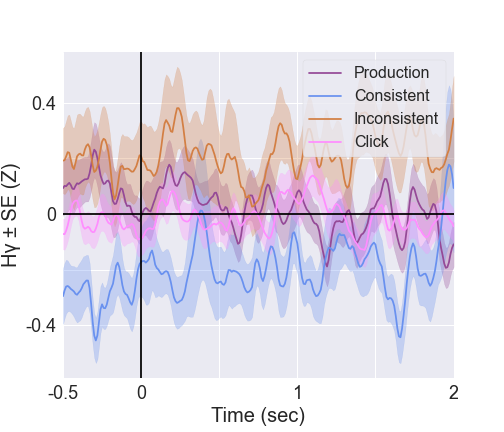 Production
Consistent
Inconsistent
Click
Hγ ± SE (Z)
0.4
0
-0.4
-0.5
0
1
2
Time (sec)